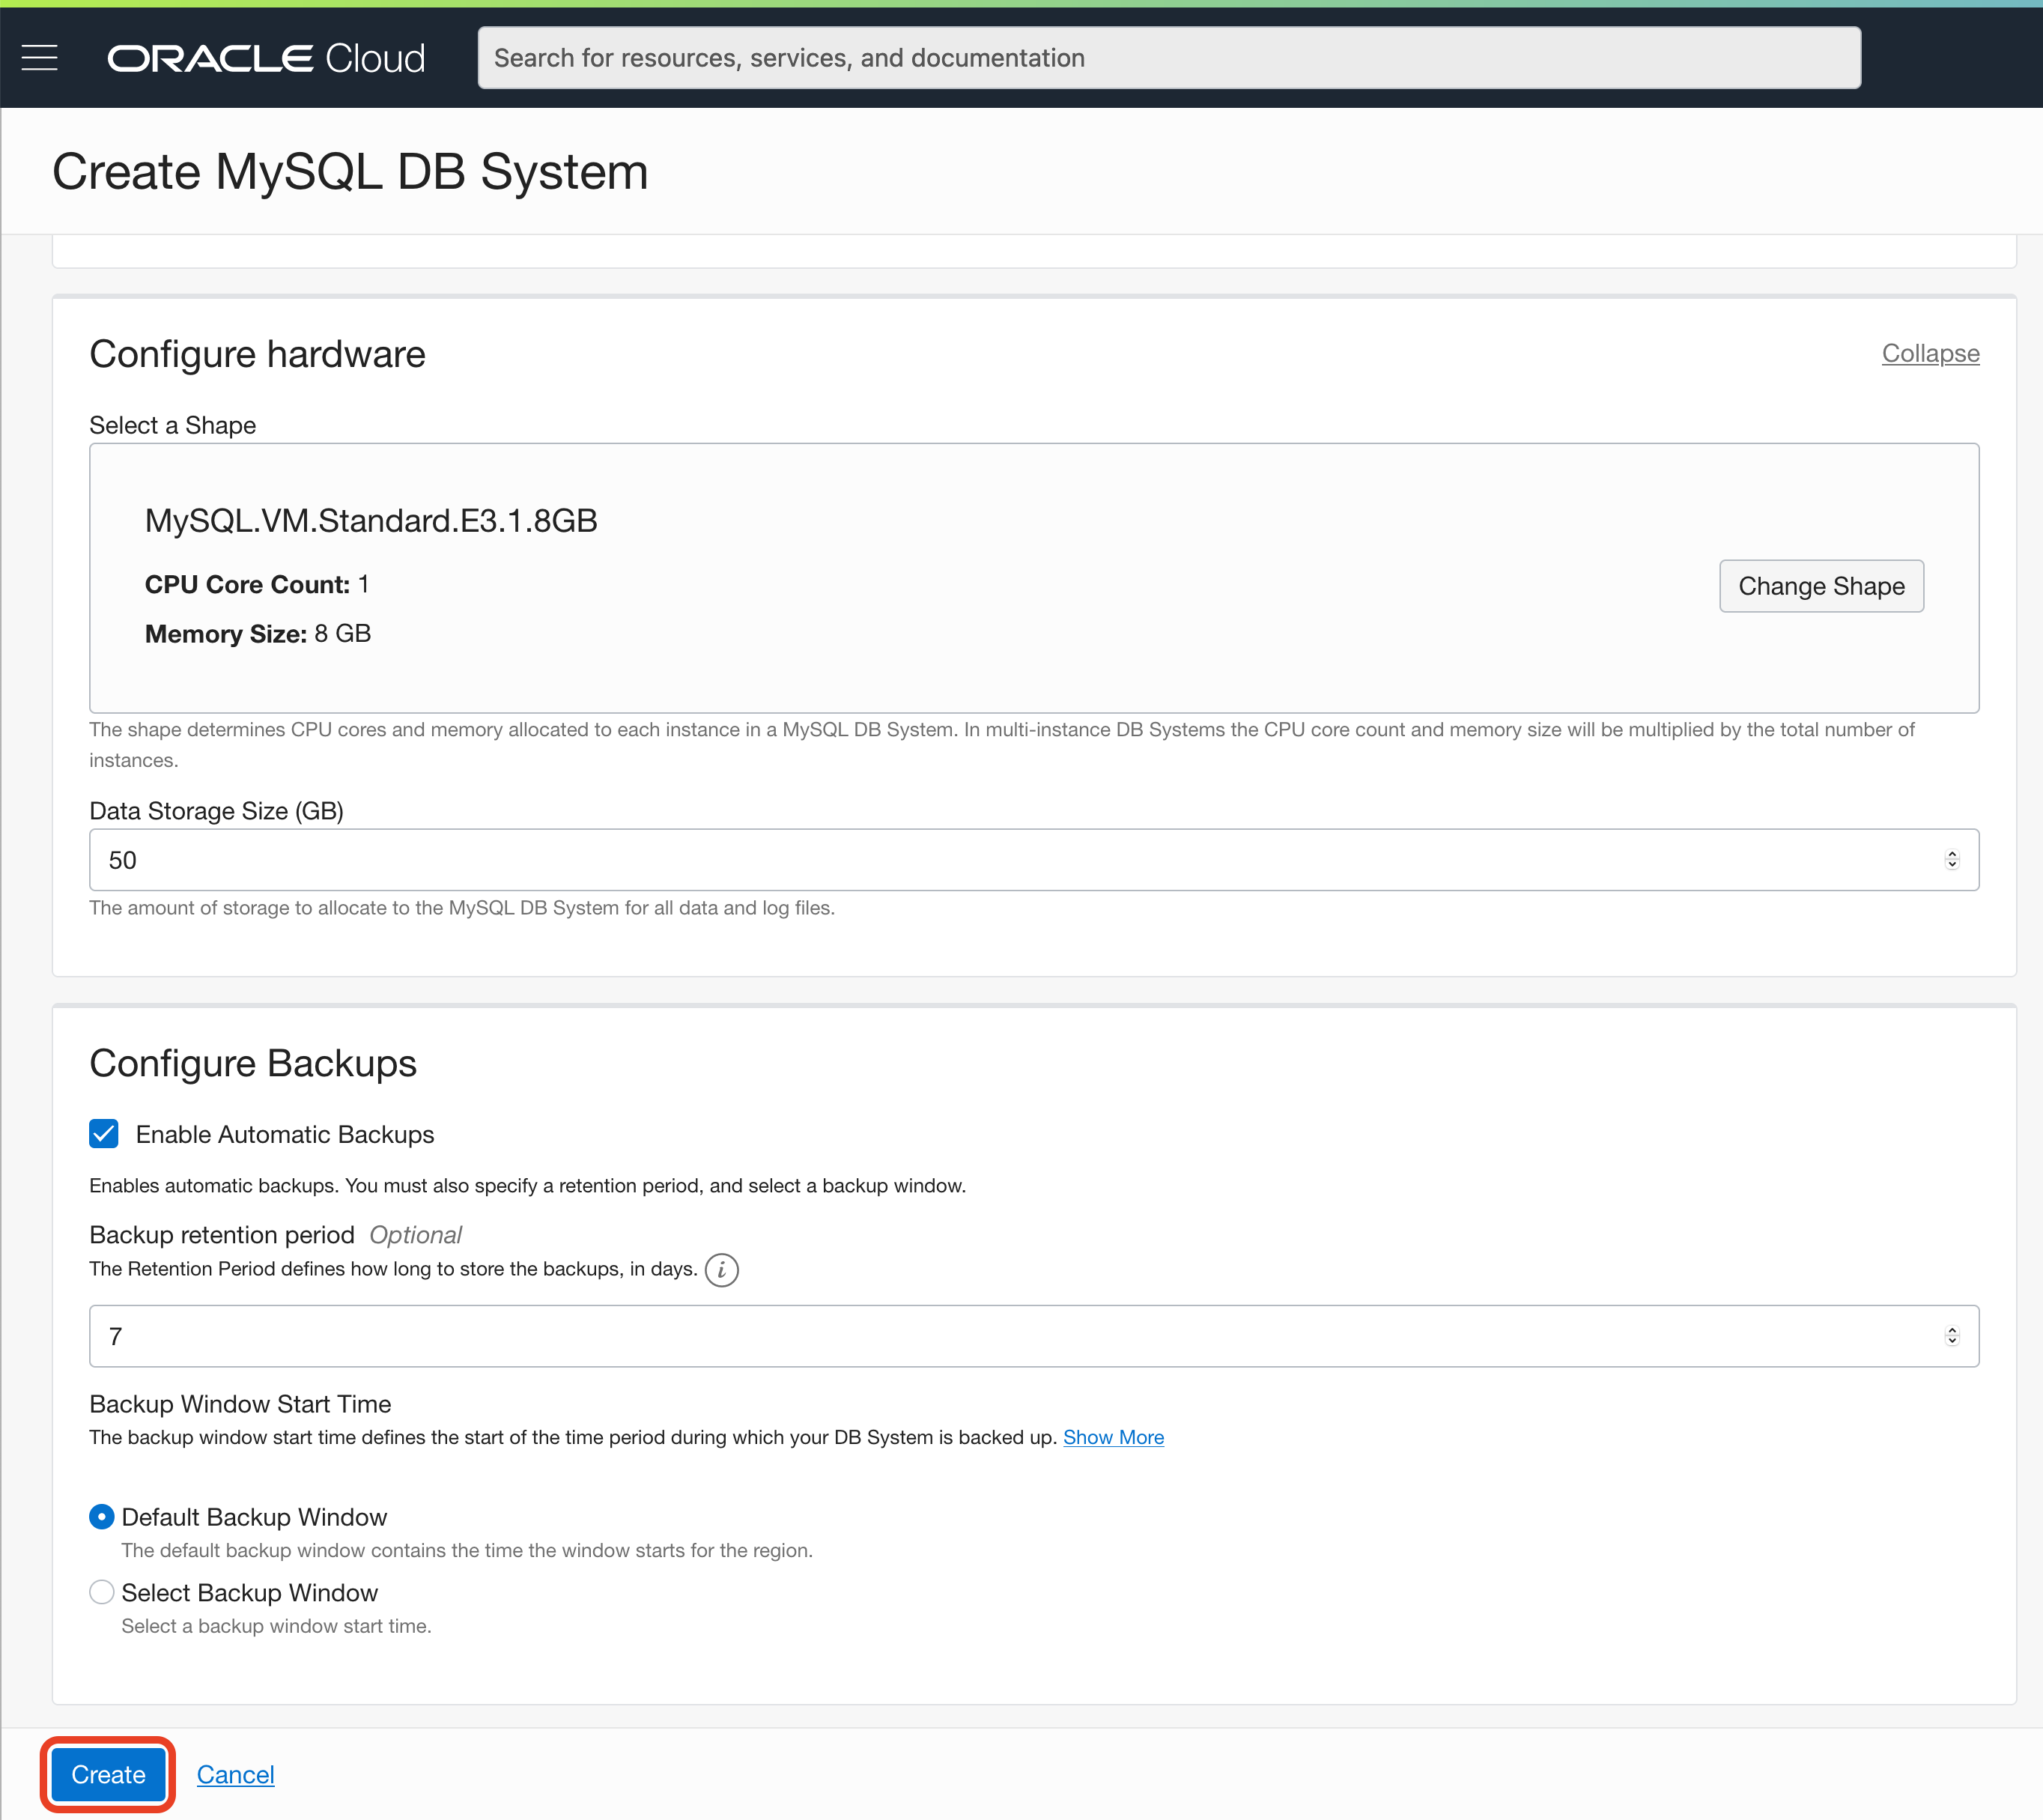 ORACLE Cloud
Search for resources, services, and documentation
Create MySQL DB System
Configure hardware
Collapse
Select a Shape
MySQL.VM.Standard.E3.1.8GB
CPU Core Count: 1
Change Shape
Memory Size: 8 GB
The shape determines CPU cores and memory allocated to each instance in a MySQL DB System. In multi-instance DB Systems the CPU core count and memory size will be multiplied by the total number of
instances.
Data Storage Size (GB)
50
The amount of storage to allocate to the MySQL DB System for all data and log files.
Configure Backups
Enable Automatic Backups
Enables automatic backups. You must also specify a retention period, and select a backup window.
Backup retention period Optional
The Retention Period defines how long to store the backups, in days. i
7
Backup Window Start Time
The backup window start time defines the start of the time period during which your DB System is backed up. Show More
Default Backup Window
The default backup window contains the time the window starts for the region.
Select Backup Window
Select a backup window start time.
Create
Cancel